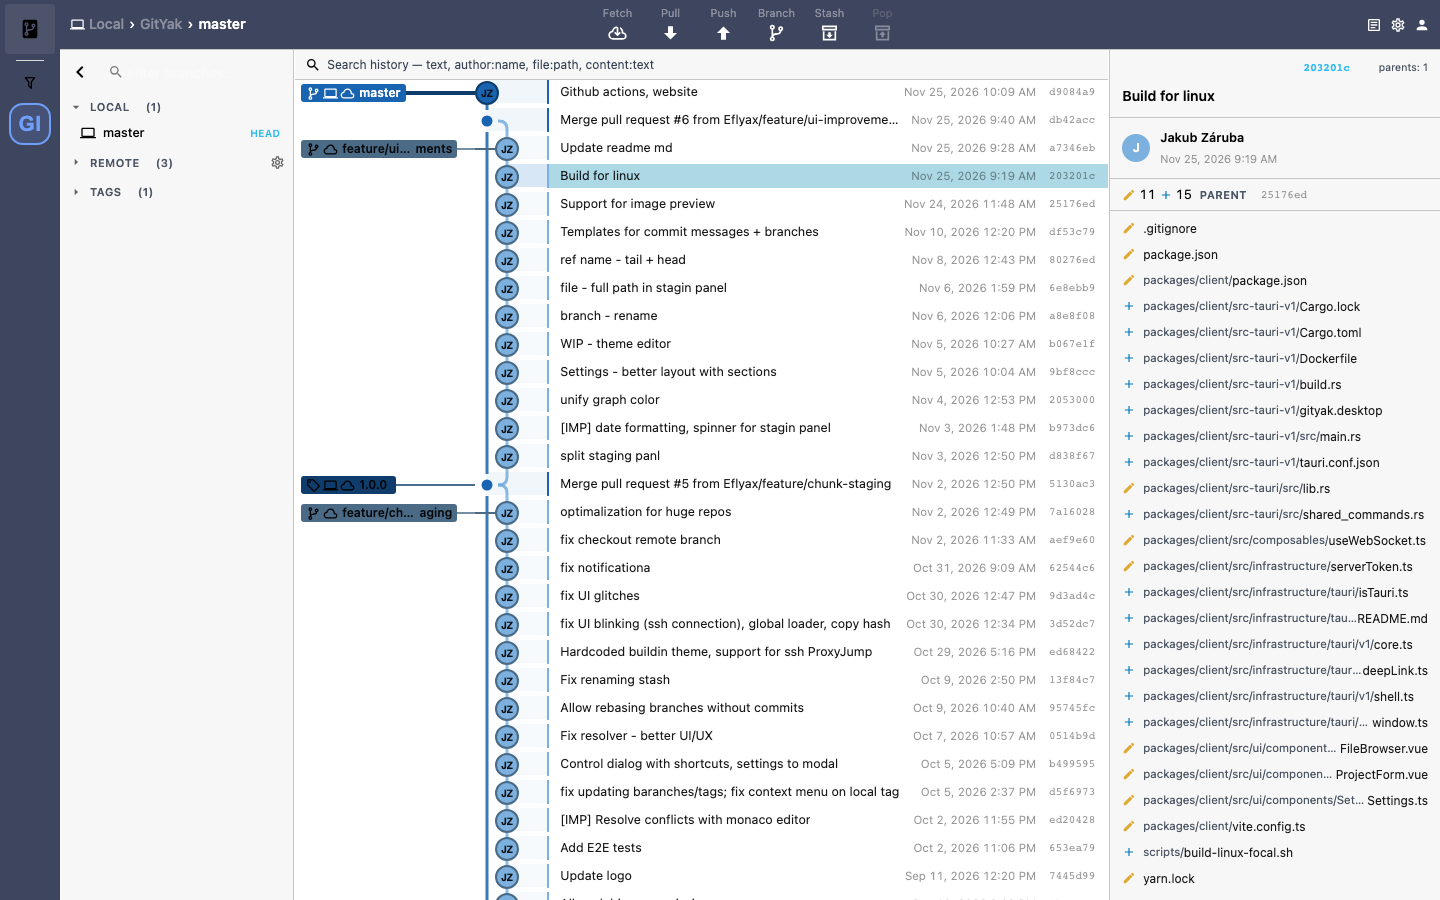 Local › GitYak › master
Fetch
Pull
Push
Branch
Stash
Pop
GI
LOCAL (1)
master HEAD
REMOTE (3)
TAGS (1)
Search history — text, author:name, file:path, content:text
master JZ Github actions, website Nov 25, 2026 10:09 AM d9084a9
Merge pull request #6 from Eflyax/feature/ui-improveme... Nov 25, 2026 9:40 AM db42acc
feature/ui... ments JZ Update readme md Nov 25, 2026 9:28 AM a7346eb
JZ Build for linux Nov 25, 2026 9:19 AM 203201c
JZ Support for image preview Nov 24, 2026 11:48 AM 25176ed
JZ Templates for commit messages + branches Nov 10, 2026 12:20 PM df53c79
JZ ref name - tail + head Nov 8, 2026 12:43 PM 80276ed
JZ file - full path in stagin panel Nov 6, 2026 1:59 PM 6e8ebb9
JZ branch - rename Nov 6, 2026 12:06 PM a8e8f08
JZ WIP - theme editor Nov 5, 2026 10:27 AM b067e1f
JZ Settings - better layout with sections Nov 5, 2026 10:04 AM 9bf8ccc
JZ unify graph color Nov 4, 2026 12:53 PM 2053000
JZ [IMP] date formatting, spinner for stagin panel Nov 3, 2026 1:48 PM b973dc6
JZ split staging panl Nov 3, 2026 12:50 PM d838f67
1.0.0 Merge pull request #5 from Eflyax/feature/chunk-staging Nov 2, 2026 12:50 PM 5130ac3
feature/ch... aging JZ optimalization for huge repos Nov 2, 2026 12:49 PM 7a16028
JZ fix checkout remote branch Nov 2, 2026 11:33 AM aef9e60
JZ fix notificationa Oct 31, 2026 9:09 AM 62544c6
JZ fix UI glitches Oct 30, 2026 12:47 PM 9d3ad4c
JZ fix UI blinking (ssh connection), global loader, copy hash Oct 30, 2026 12:34 PM 3d52dc7
JZ Hardcoded buildin theme, support for ssh ProxyJump Oct 29, 2026 5:16 PM ed68422
JZ Fix renaming stash Oct 9, 2026 2:50 PM 13f84c7
JZ Allow rebasing branches without commits Oct 9, 2026 10:40 AM 95745fc
JZ Fix resolver - better UI/UX Oct 7, 2026 10:57 AM 0514b9d
JZ Control dialog with shortcuts, settings to modal Oct 5, 2026 5:09 PM b499595
JZ fix updating baranches/tags; fix context menu on local tag Oct 5, 2026 2:37 PM d5f6973
JZ [IMP] Resolve conflicts with monaco editor Oct 2, 2026 11:55 PM ed20428
JZ Add E2E tests Oct 2, 2026 11:06 PM 653ea79
JZ Update logo Sep 11, 2026 12:20 PM 7445d99
203201c parents: 1
Build for linux
J Jakub Záruba
Nov 25, 2026 9:19 AM
11 + 15 PARENT 25176ed
.gitignore
package.json
packages/client/package.json
+ packages/client/src-tauri-v1/Cargo.lock
+ packages/client/src-tauri-v1/Cargo.toml
+ packages/client/src-tauri-v1/Dockerfile
+ packages/client/src-tauri-v1/build.rs
+ packages/client/src-tauri-v1/gityak.desktop
+ packages/client/src-tauri-v1/src/main.rs
+ packages/client/src-tauri-v1/tauri.conf.json
packages/client/src-tauri/src/lib.rs
+ packages/client/src-tauri/src/shared_commands.rs
packages/client/src/composables/useWebSocket.ts
packages/client/src/infrastructure/serverToken.ts
+ packages/client/src/infrastructure/tauri/isTauri.ts
+ packages/client/src/infrastructure/tau...README.md
+ packages/client/src/infrastructure/tauri/v1/core.ts
+ packages/client/src/infrastructure/taur...deepLink.ts
+ packages/client/src/infrastructure/tauri/v1/shell.ts
+ packages/client/src/infrastructure/tauri/... window.ts
packages/client/src/ui/component... FileBrowser.vue
packages/client/src/ui/componen... ProjectForm.vue
packages/client/src/ui/components/Set... Settings.ts
packages/client/vite.config.ts
+ scripts/build-linux-focal.sh
yarn.lock